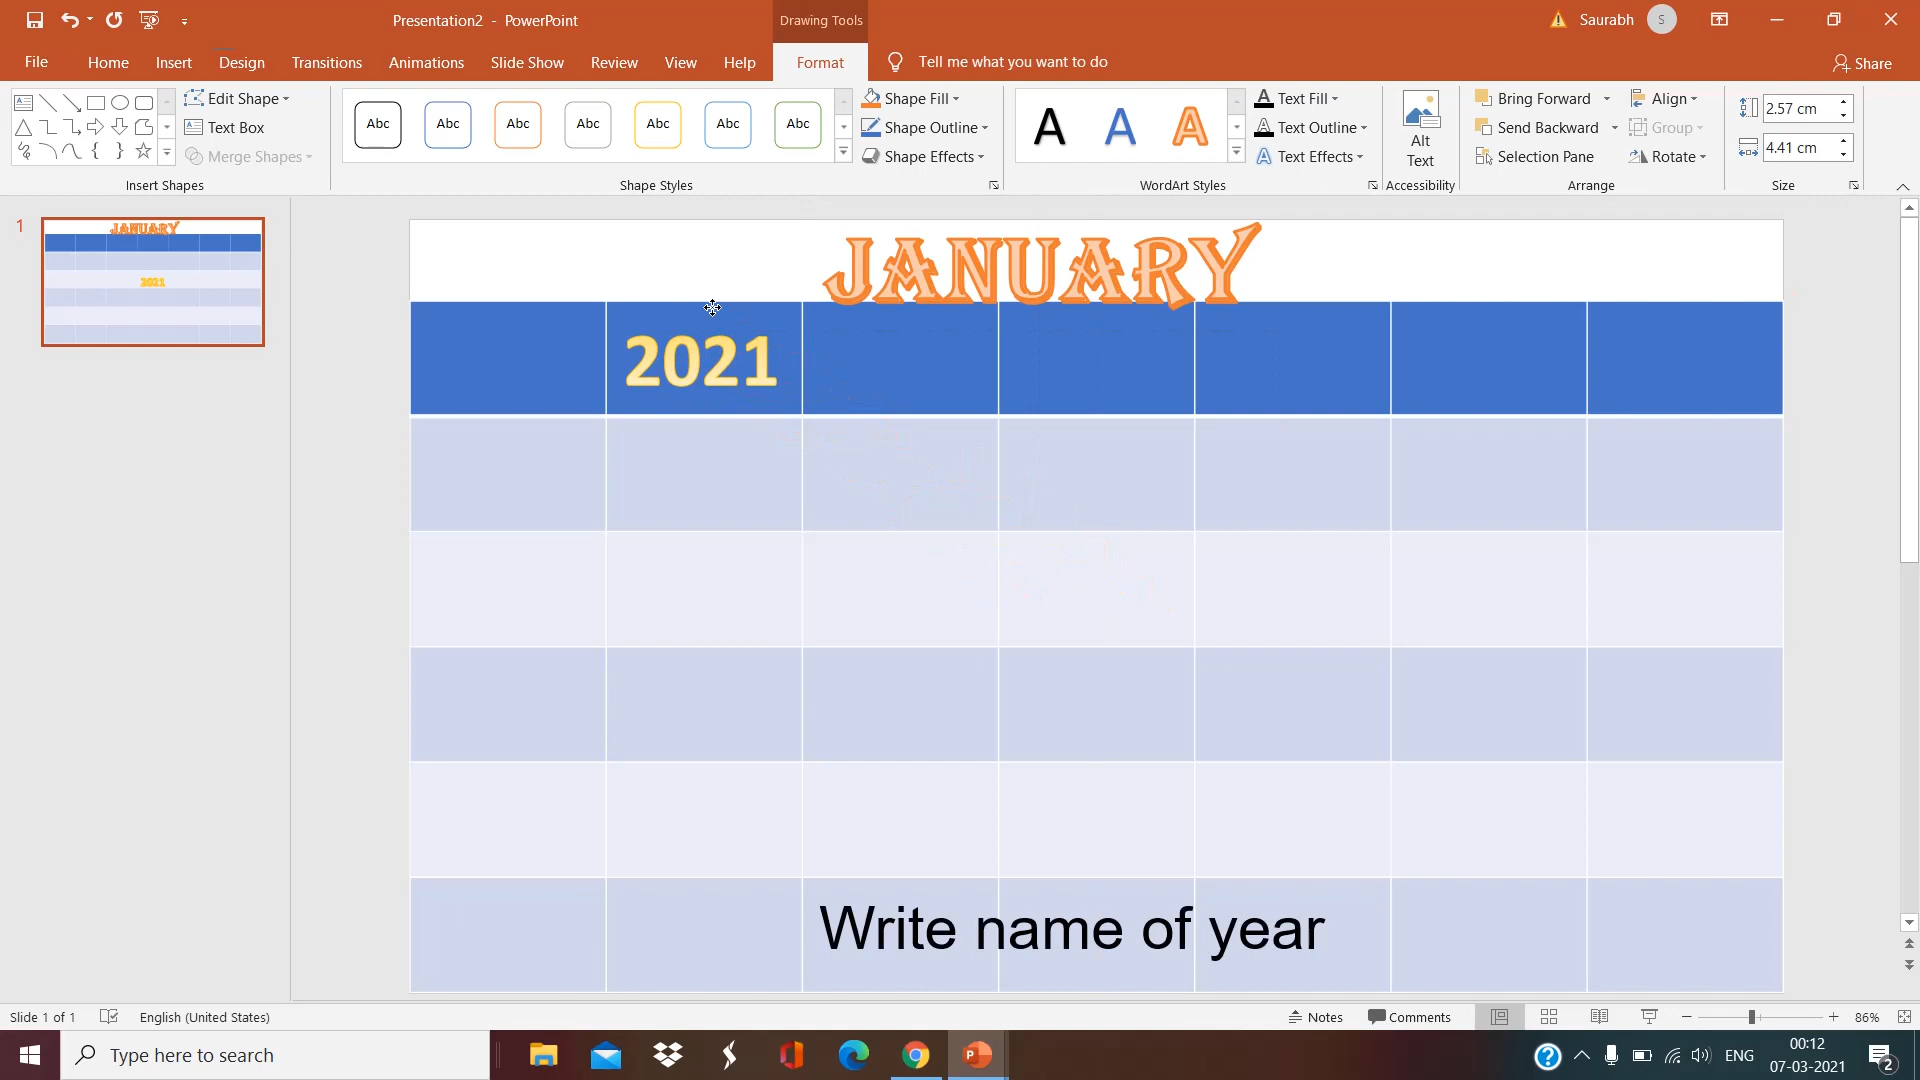 Presentation2 - PowerPoint
Drawing Tools
Saurabh
S
File
Home
Insert
Design
Transitions
Animations
Slide Show
Review
View
Help
Format
Tell me what you want to do
Share
Edit Shape
Text Box
Merge Shapes
Insert Shapes
Abc
Abc
Abc
Abc
Abc
Abc
Abc
Shape Fill
Shape Outline
Shape Effects
Shape Styles
A
A
A
A Text Fill
A Text Outline
A Text Effects
WordArt Styles
Alt
Text
Accessibility
Bring Forward
Send Backward
Selection Pane
Align
Group
Rotate
Arrange
2.57 cm
4.41 cm
Size
1
JANUARY
2021
JANUARY
2021
Write name of year
Slide 1 of 1
English (United States)
Notes
Comments
86%
Type here to search
ENG
00:12
07-03-2021
2